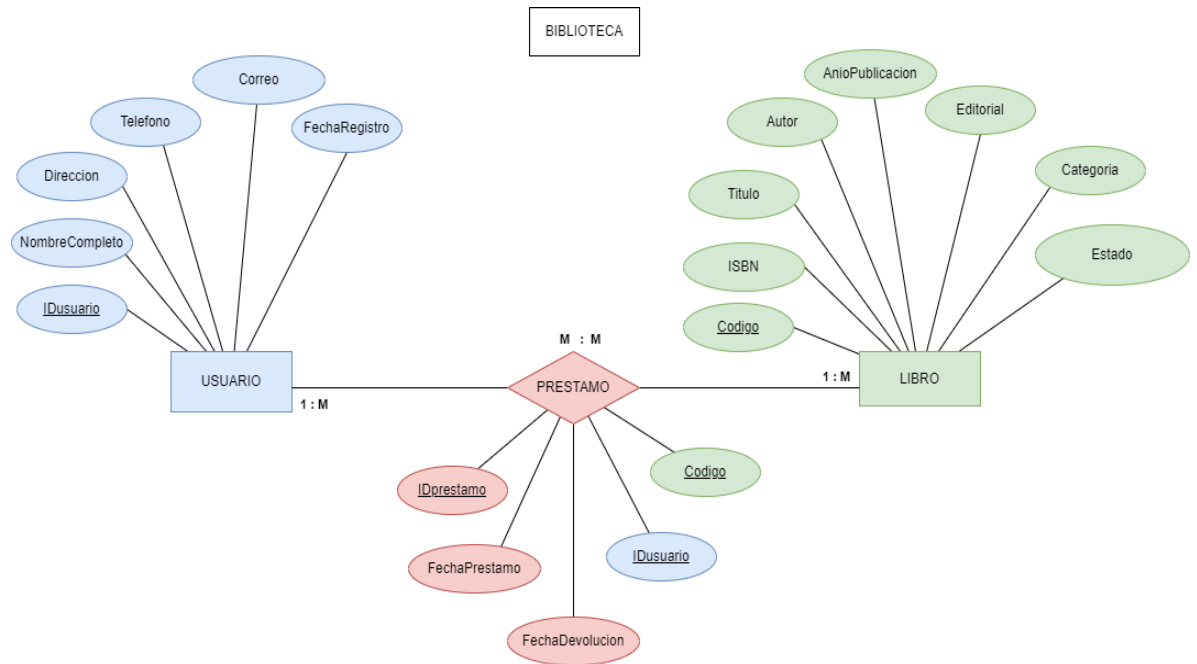 BIBLIOTECA
Correo
Telefono
FechaRegistro
Direccion
NombreCompleto
IDusuario
USUARIO
1 : M
M : M
PRESTAMO
IDprestamo
FechaPrestamo
FechaDevolucion
IDusuario
Codigo
AnioPublicacion
Autor
Editorial
Titulo
Categoria
ISBN
Estado
Codigo
1 : M
LIBRO